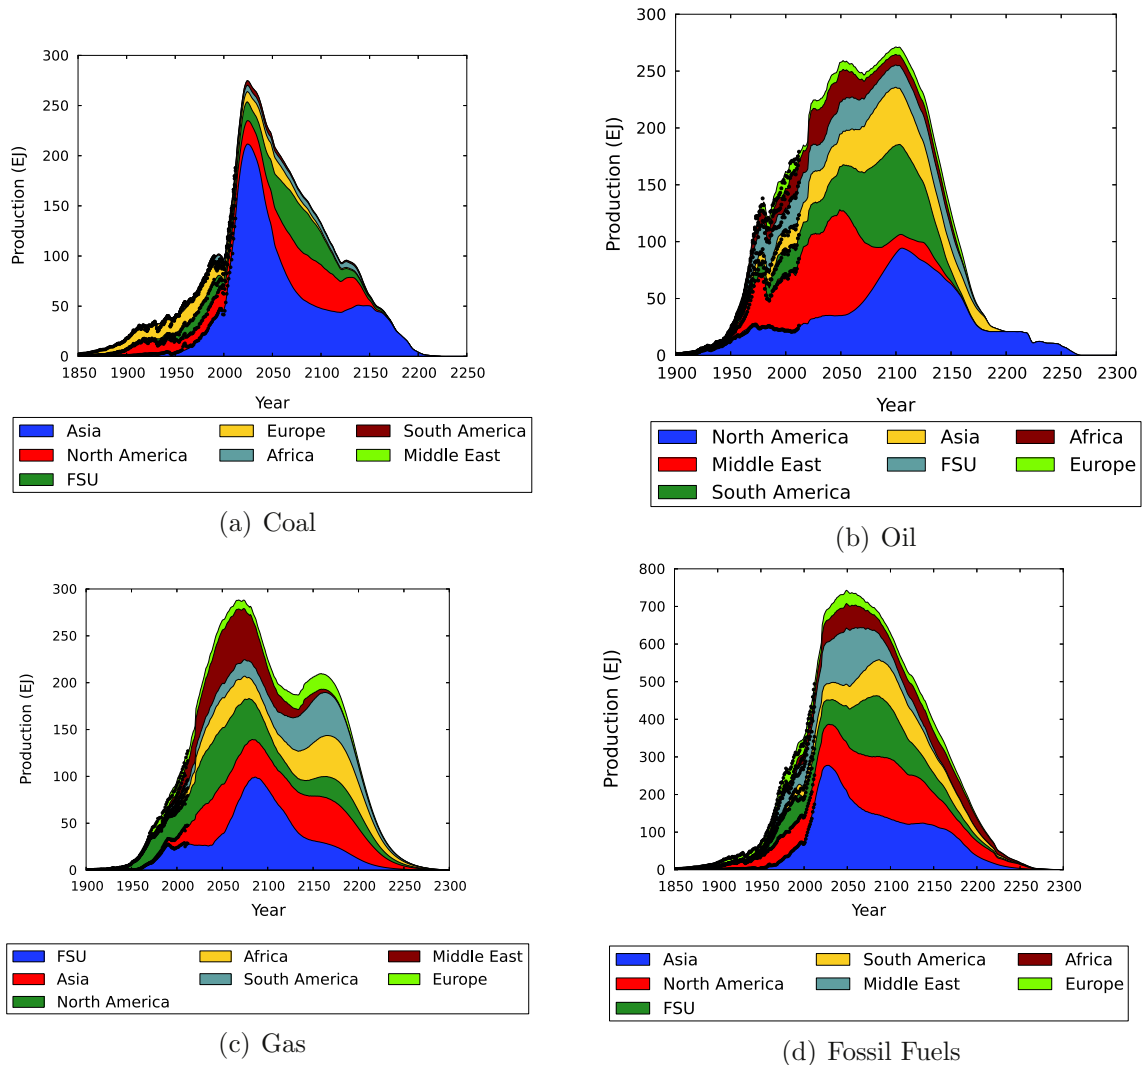 300
250
200
150
100
50
0
Production (EJ)
1850 1900 1950 2000 2050 2100 2150 2200 2250
Year
Asia Europe South America
North America Africa Middle East
FSU
(a) Coal
300
250
200
150
100
50
0
Production (EJ)
1900 1950 2000 2050 2100 2150 2200 2250 2300
Year
North America Asia Africa
Middle East FSU Europe
South America
(b) Oil
300
250
200
150
100
50
0
Production (EJ)
1900 1950 2000 2050 2100 2150 2200 2250 2300
Year
FSU Africa Middle East
Asia South America Europe
North America
(c) Gas
800
700
600
500
400
300
200
100
0
Production (EJ)
1850 1900 1950 2000 2050 2100 2150 2200 2250 2300
Year
Asia South America Africa
North America Middle East Europe
FSU
(d) Fossil Fuels